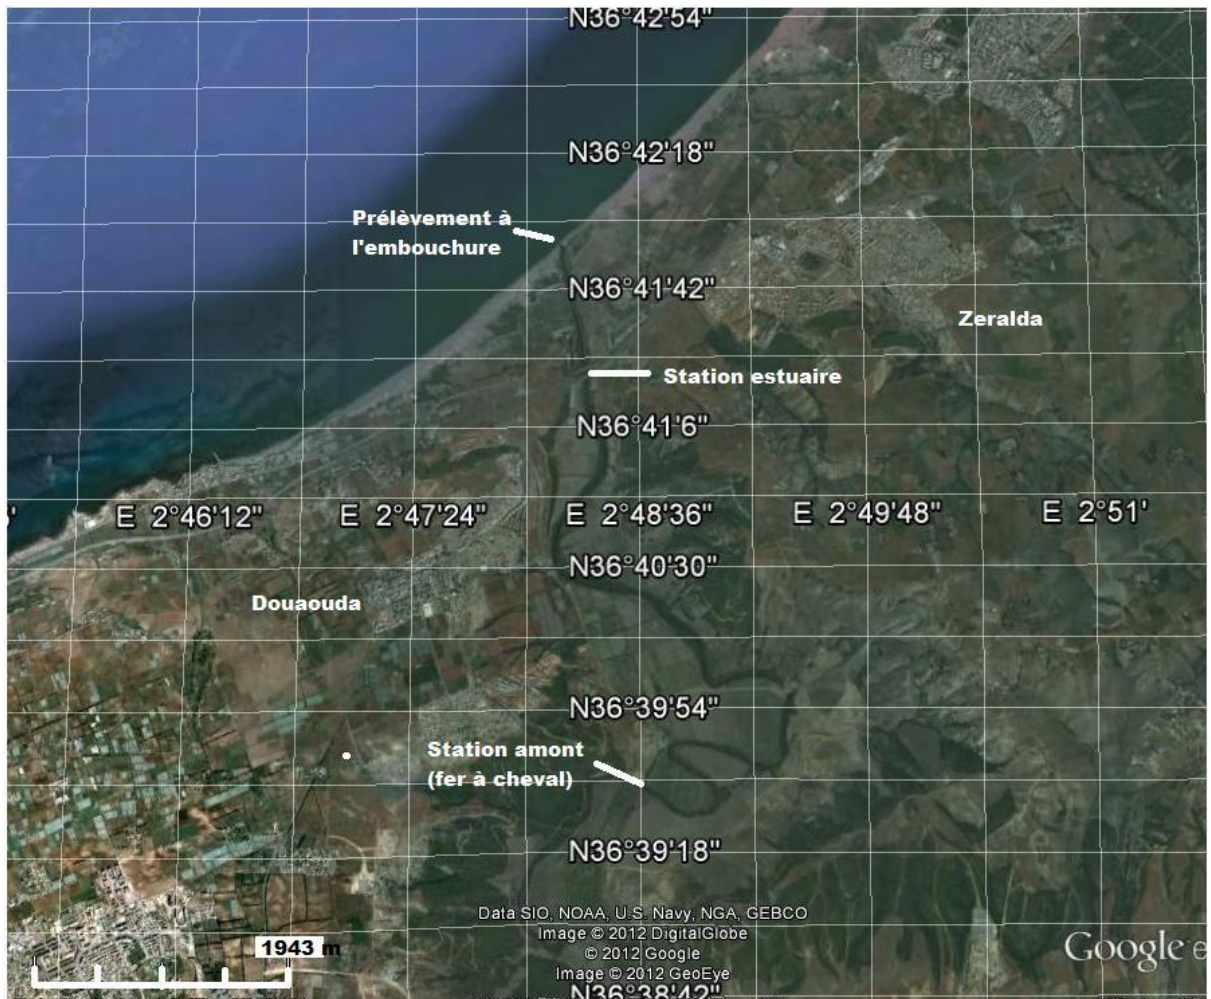 N36°42'54"
N36°42'18"
Prélèvement à
l'embouchure
N36°41'42"
Zeralda
Station estuaire
N36°41'6"
E 2°46'12"
E 2°47'24"
E 2°48'36"
E 2°49'48"
E 2°51'
N36°40'30"
Douaouda
N36°39'54"
Station amont
(fer à cheval)
N36°39'18"
Data SIO, NOAA, U.S. Navy, NGA, GEBCO
Image © 2012 DigitalGlobe
© 2012 Google
Image © 2012 GeoEye
1943 m
Google e
N36°38'42"